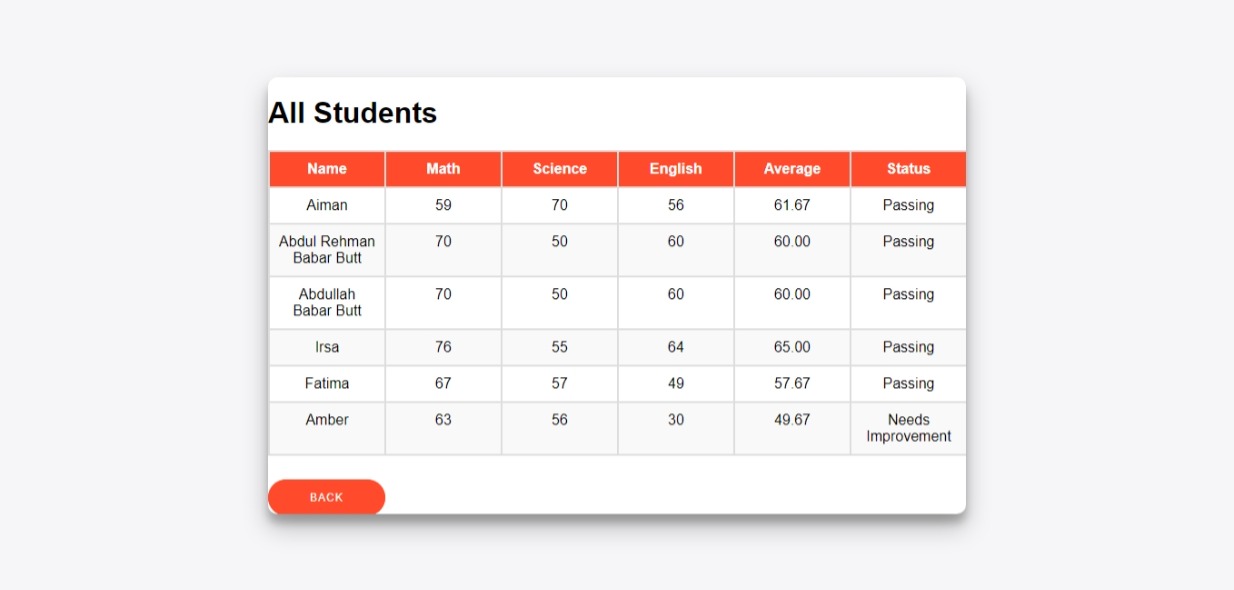 All Students
Name Math Science English Average Status
Aiman 59 70 56 61.67 Passing
Abdul Rehman 70 50 60 60.00 Passing
Babar Butt
Abdullah 70 50 60 60.00 Passing
Babar Butt
Irsa 76 55 64 65.00 Passing
Fatima 67 57 49 57.67 Passing
Amber 63 56 30 49.67 Needs
Improvement
BACK